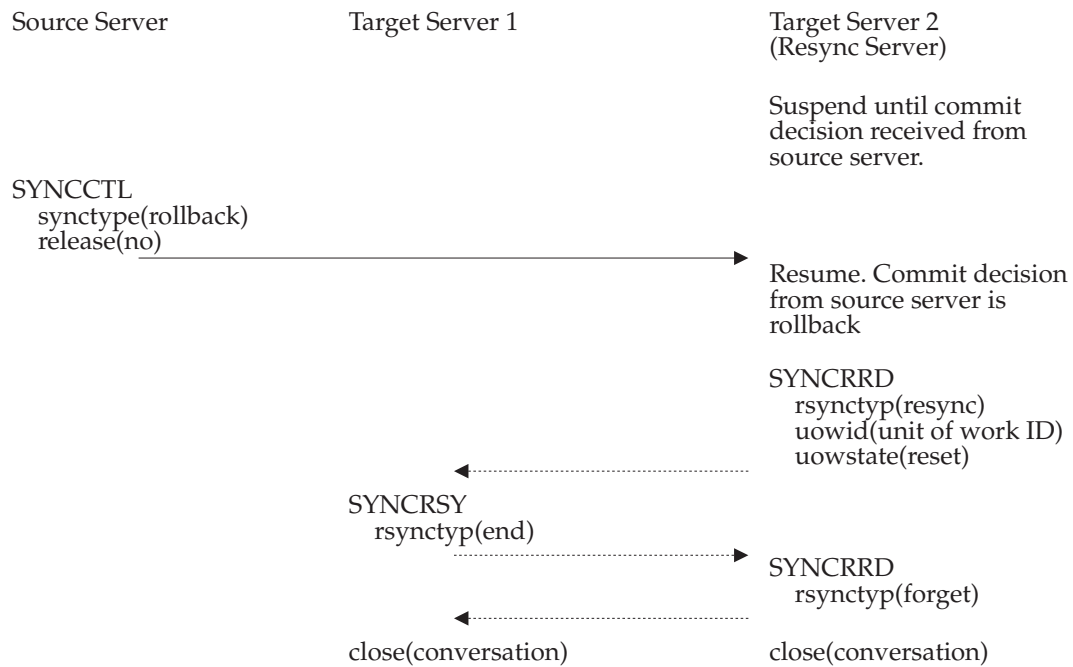 Source Server
Target Server 1
Target Server 2
(Resync Server)
Suspend until commit
decision received from
source server.
SYNCCTL
synctype(rollback)
release(no)
Resume. Commit decision
from source server is
rollback
SYNCRRD
rsynctyp(resync)
uowid(unit of work ID)
uowstate(reset)
SYNCRSY
rsynctyp(end)
SYNCRRD
rsynctyp(forget)
close(conversation)
close(conversation)